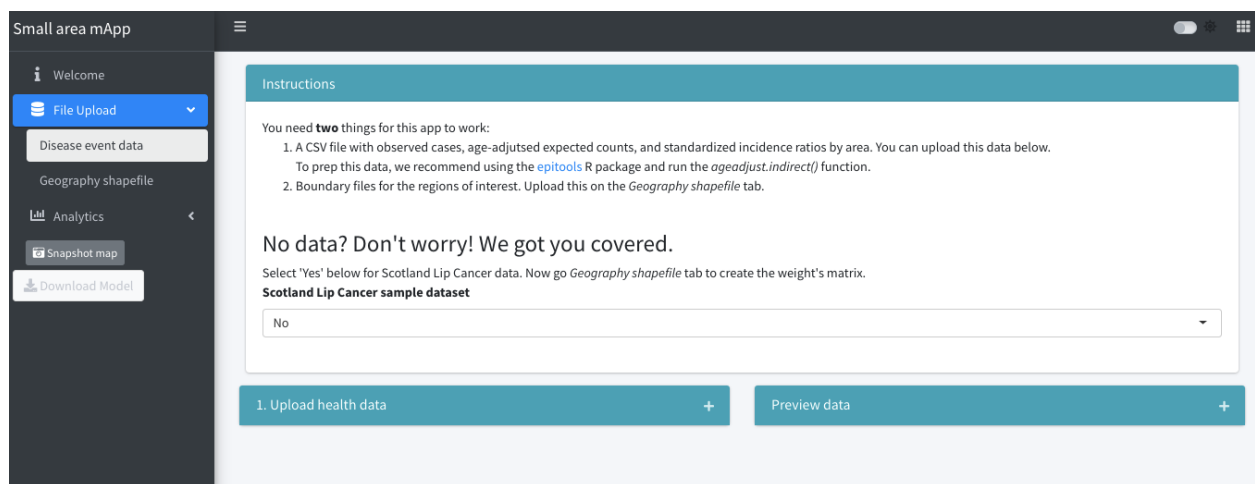 Small area mApp
Welcome
File Upload
Disease event data
Geography shapefile
Analytics
Snapshot map
Download Model
Instructions
You need two things for this app to work:
1. A CSV file with observed cases, age-adjutsed expected counts, and standardized incidence ratios by area. You can upload this data below.
To prep this data, we recommend using the epitools R package and run the ageadjust.indirect() function.
2. Boundary files for the regions of interest. Upload this on the Geography shapefile tab.
No data? Don't worry! We got you covered.
Select 'Yes' below for Scotland Lip Cancer data. Now go Geography shapefile tab to create the weight's matrix.
Scotland Lip Cancer sample dataset
No
1. Upload health data
Preview data